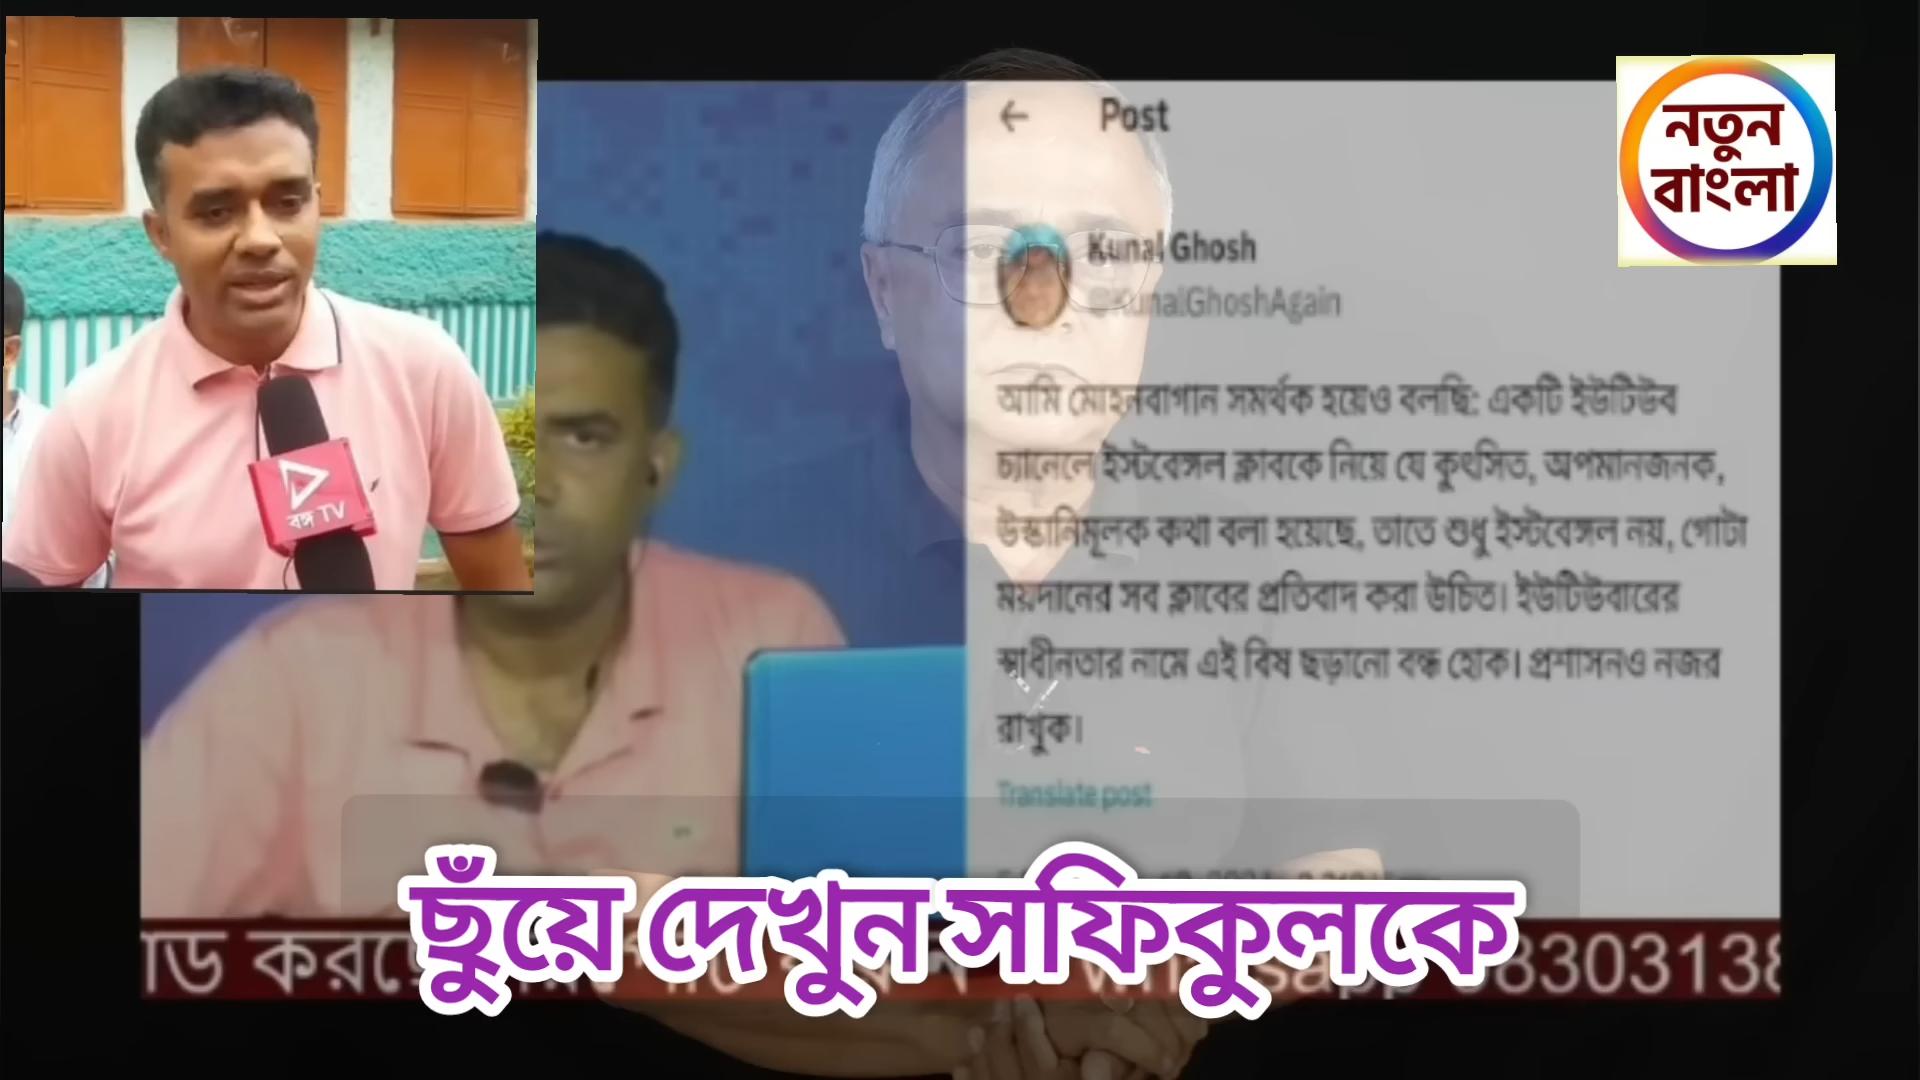 নতুন
বাংলা
বঙ্গ TV
Post
Kunal Ghosh
@KunalGhoshAgain
আমি মোহনবাগান সমর্থক হয়েও বলছি: একটি ইউটিউব
চ্যানেলে ইস্টবেঙ্গল ক্লাবকে নিয়ে যে কুৎসিত, অপমানজনক,
উস্কানিমূলক কথা বলা হয়েছে, তাতে শুধু ইস্টবেঙ্গল নয়, গোটা
ময়দানের সব ক্লাবের প্রতিবাদ করা উচিত। ইউটিউবারের
স্বাধীনতার নামে এই বিষ ছড়ানো বন্ধ হোক। প্রশাসনও নজর
রাখুক।
Translate post
ছুঁয়ে দেখুন সফিকুলকে